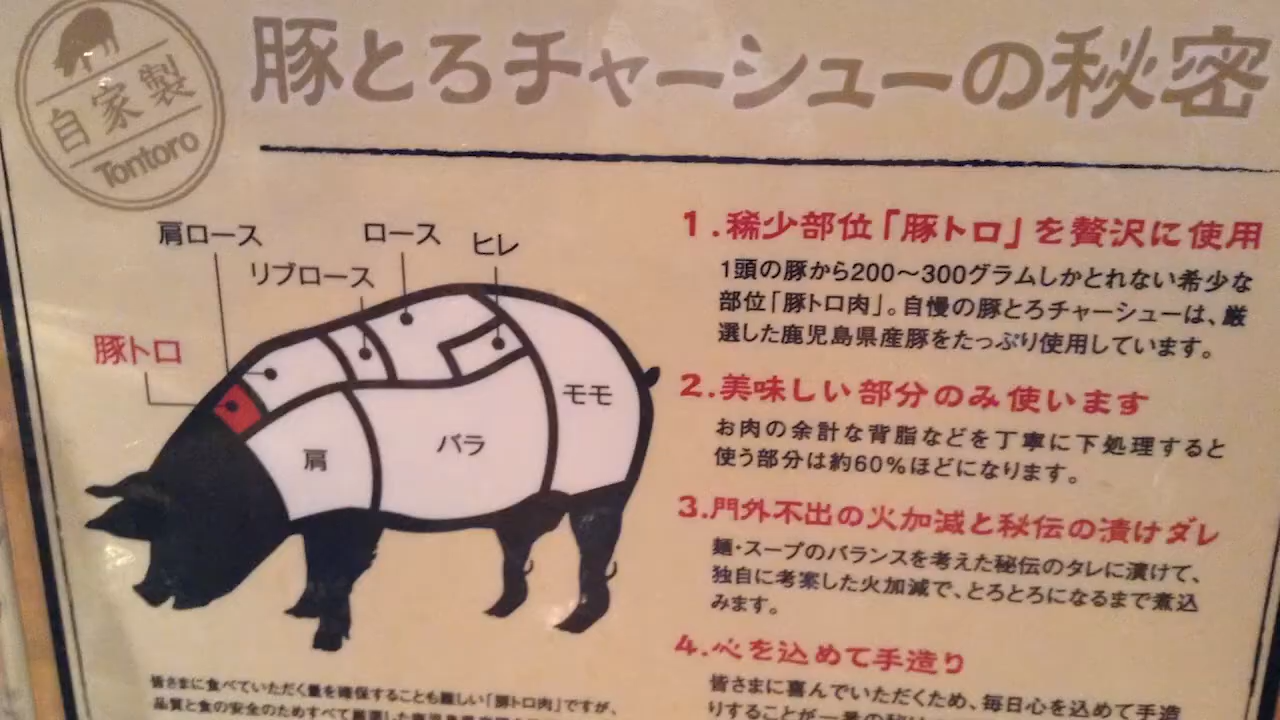 自家製
Tontoro
豚とろチャーシューの秘密
肩ロース
ロース
ヒレ
リブロース
豚トロ
モモ
肩
バラ
1.稀少部位「豚トロ」を贅沢に使用
1頭の豚から200〜300グラムしかとれない希少な
部位「豚トロ肉」。自慢の豚とろチャーシューは、厳
選した鹿児島県産豚をたっぷり使用しています。
2.美味しい部分のみ使います
お肉の余計な背脂などを丁寧に下処理すると
使う部分は約60%ほどになります。
3.門外不出の火加減と秘伝の漬けダレ
麺・スープのバランスを考えた秘伝のタレに漬けて、
独自に考案した火加減で、とろとろになるまで煮込
みます。
4.心を込めて手造り
皆さまに喜んでいただくため、毎日心を込めて手造
りすることが一番の秘
皆さまに食べていただく量を確保することも難しい「豚トロ肉」ですが、
品質と食の安全のためすべて厳選した鹿児島県